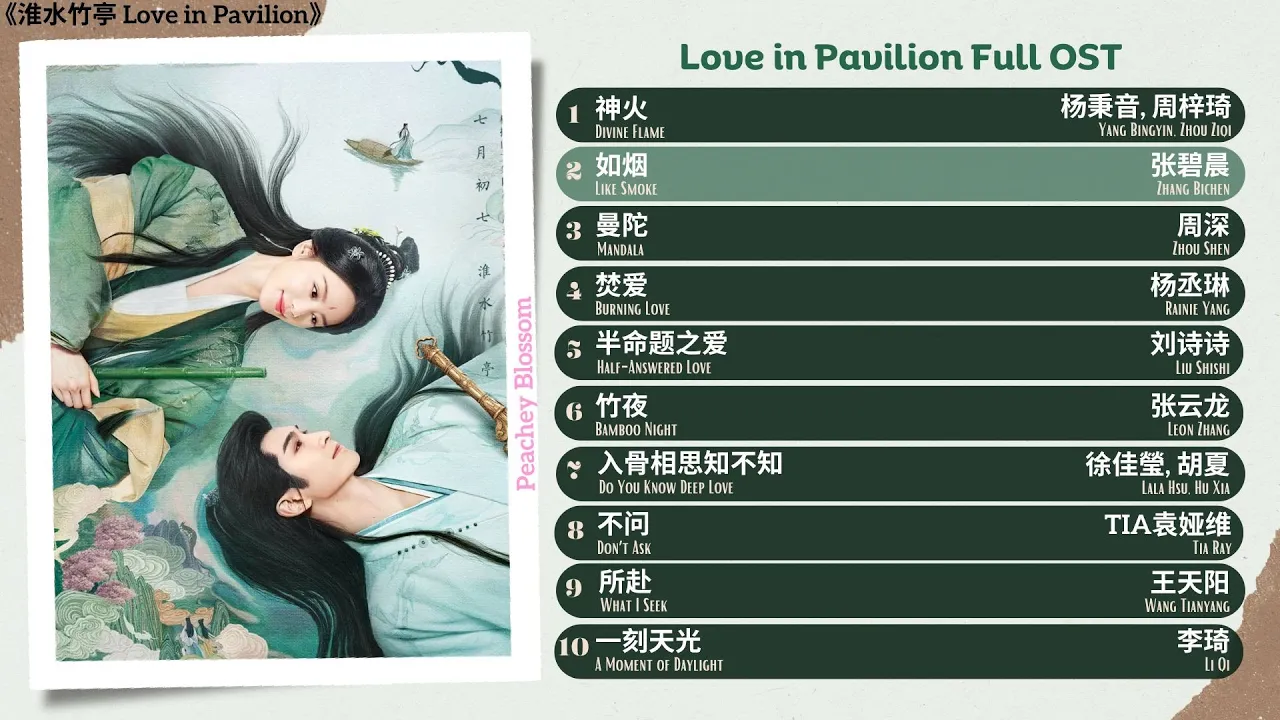 《淮水竹亭 Love in Pavilion》
七月初七
淮水竹亭
Peachey Blossom
Love in Pavilion Full OST
1 神火 杨秉音, 周梓琦
Divine Flame Yang Bingyin, Zhou Ziqi
2 如烟 张碧晨
Like Smoke Zhang Bichen
3 曼陀 周深
Mandala Zhou Shen
4 焚爱 杨丞琳
Burning Love Rainie Yang
5 半命题之爱 刘诗诗
Half-Answered Love Liu Shishi
6 竹夜 张云龙
Bamboo Night Leon Zhang
7 入骨相思知不知 徐佳瑩, 胡夏
Do You Know Deep Love Lala Hsu, Hu Xia
8 不问 TIA袁娅维
Don't Ask Tia Ray
9 所赴 王天阳
What I Seek Wang Tianyang
10 一刻天光 李琦
A Moment of Daylight Li Qi